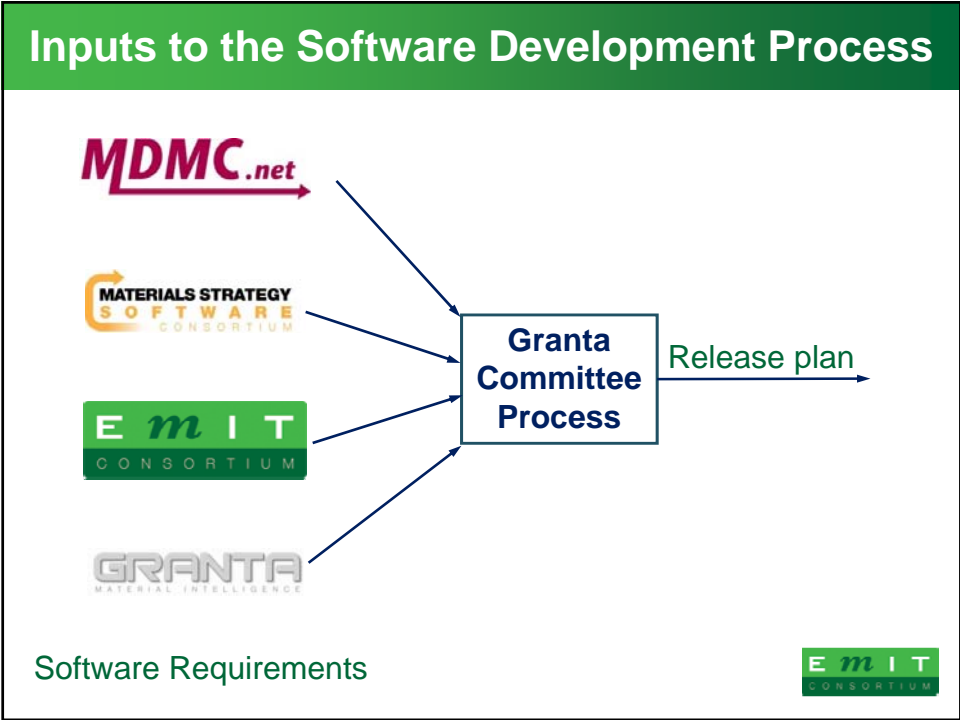 Inputs to the Software Development Process
MDMC.net
MATERIALS STRATEGY
SOFTWARE
CONSORTIUM
EmIT
CONSORTIUM
GRANTA
MATERIAL INTELLIGENCE
Granta
Committee
Process
Release plan
Software Requirements
EmIT
CONSORTIUM